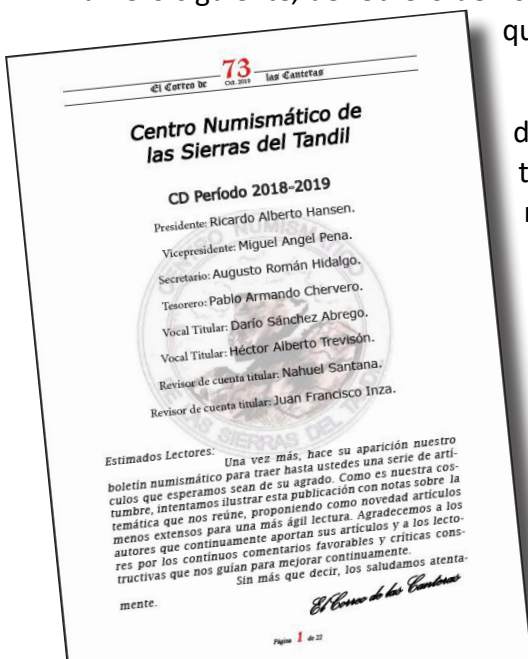 73
El Correo de Oct. 2019 las Canteras
Centro Numismático de
las Sierras del Tandil
CD Período 2018-2019
Presidente: Ricardo Alberto Hansen.
Vicepresidente: Miguel Angel Pena.
Secretario: Augusto Román Hidalgo.
Tesorero: Pablo Armando Chervero.
Vocal Titular: Darío Sánchez Abrego.
Vocal Titular: Héctor Alberto Trevisón.
Revisor de cuenta titular: Nahuel Santana.
Revisor de cuenta titular: Juan Francisco Inza.
CENTRO NUMISMÁTICO
DE LAS SIERRAS DEL TANDIL
Estimados Lectores:
Una vez más, hace su aparición nuestro
boletín numismático para traer hasta ustedes una serie de artí-
culos que esperamos sean de su agrado. Como es nuestra cos-
tumbre, intentamos ilustrar esta publicación con notas sobre la
temática que nos reúne, proponiendo como novedad artículos
menos extensos para una más ágil lectura. Agradecemos a los
autores que continuamente aportan sus artículos y a los lecto-
res por los continuos comentarios favorables y críticas cons-
tructivas que nos guían para mejorar continuamente.
Sin más que decir, los saludamos atenta-
mente.
El Correo de las Canteras
Página 1 de 22